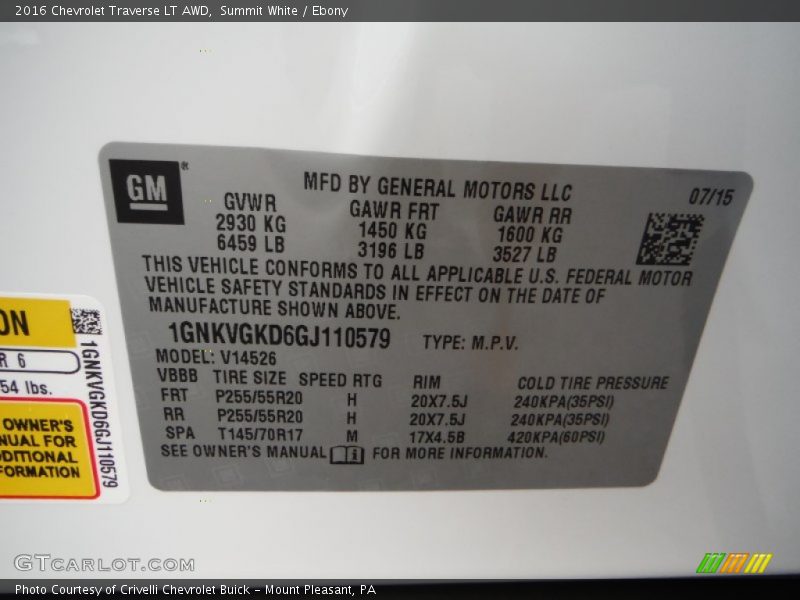 2016 Chevrolet Traverse LT AWD, Summit White / Ebony
GM®
MFD BY GENERAL MOTORS LLC
07/15
GVWR GAWR FRT GAWR RR
2930 KG 1450 KG 1600 KG
6459 LB 3196 LB 3527 LB
THIS VEHICLE CONFORMS TO ALL APPLICABLE U.S. FEDERAL MOTOR
VEHICLE SAFETY STANDARDS IN EFFECT ON THE DATE OF
MANUFACTURE SHOWN ABOVE.
1GNKVGKD6GJ110579 TYPE: M.P.V.
MODEL: V14526
VBBB TIRE SIZE SPEED RTG RIM COLD TIRE PRESSURE
FRT P255/55R20 H 20X7.5J 240KPA(35PSI)
RR P255/55R20 H 20X7.5J 240KPA(35PSI)
SPA T145/70R17 M 17X4.5B 420KPA(60PSI)
SEE OWNER'S MANUAL i FOR MORE INFORMATION.
ON
R 6
54 lbs.
OWNER'S
NUAL FOR
DDITIONAL
FORMATION
1GNKVGKD6GJ110579
GTCARLOT.COM
Photo Courtesy of Crivelli Chevrolet Buick - Mount Pleasant, PA